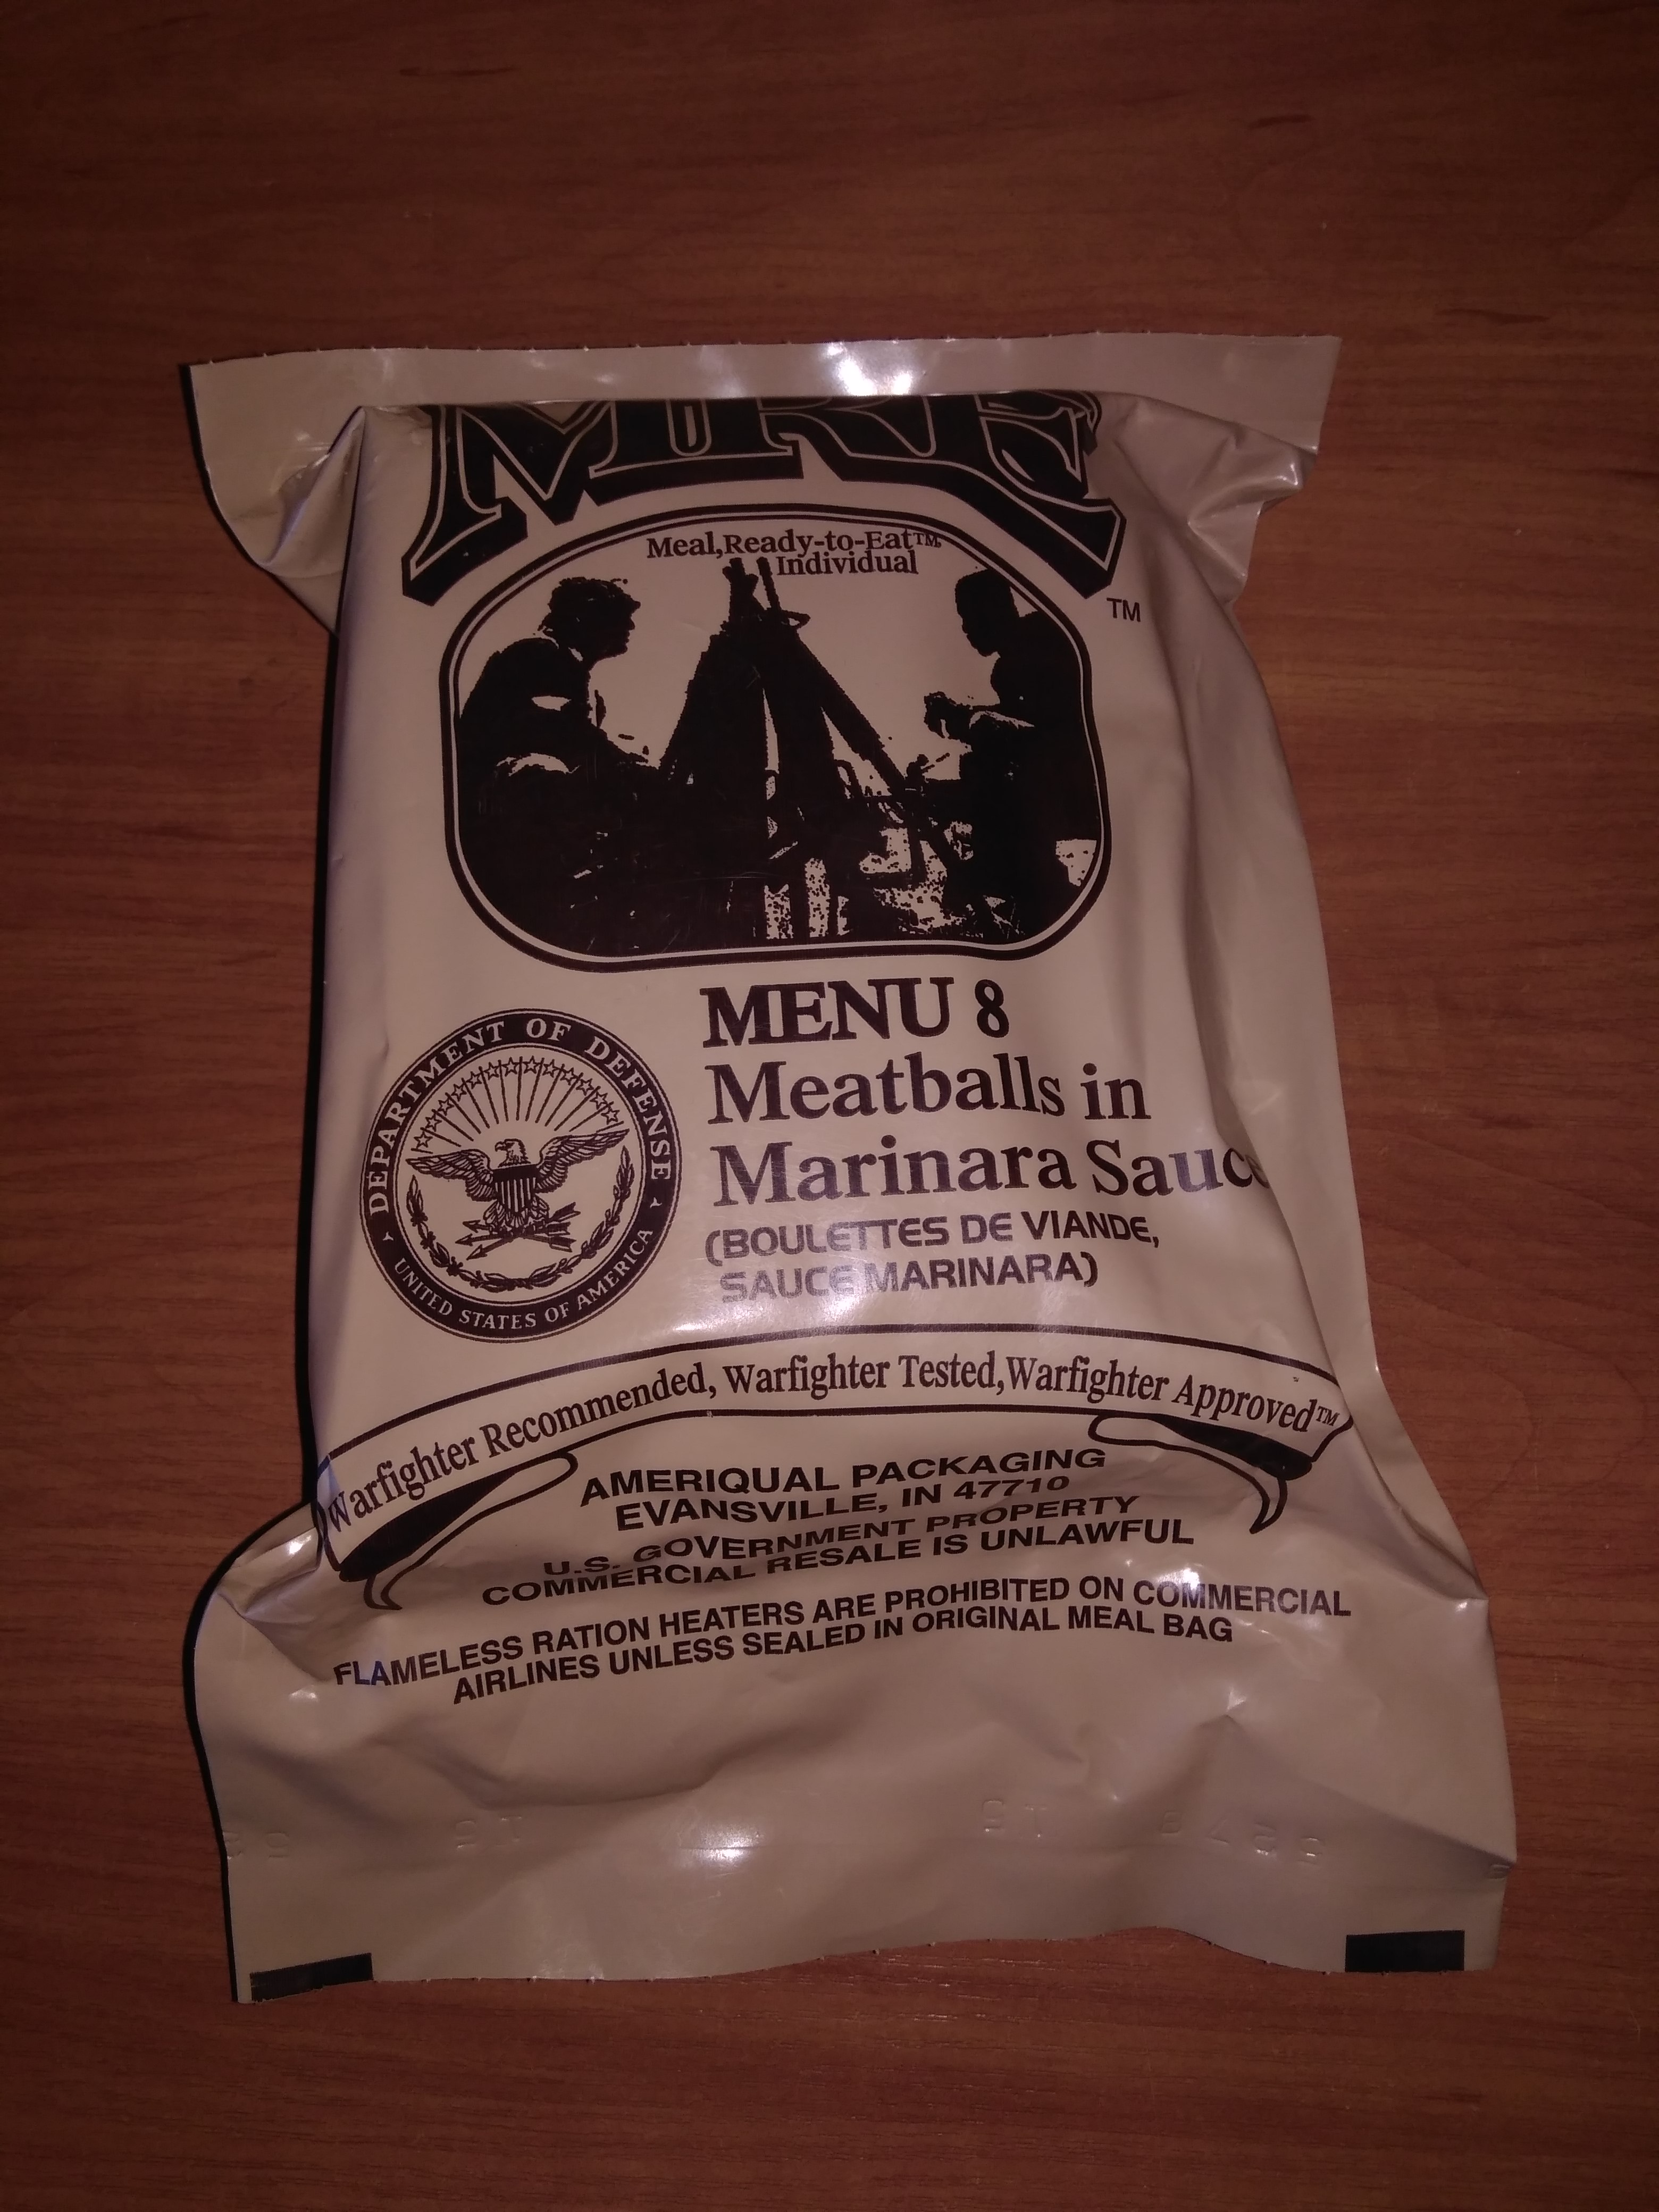 MRE
TM
Meal,Ready-to-Eat™
Individual
MENU 8
Meatballs in
Marinara Sauce
(BOULETTES DE VIANDE,
SAUCE MARINARA)
DEPARTMENT OF DEFENSE
UNITED STATES OF AMERICA
Warfighter Recommended, Warfighter Tested,Warfighter Approved™
AMERIQUAL PACKAGING
EVANSVILLE, IN 47710
U.S. GOVERNMENT PROPERTY
COMMERCIAL RESALE IS UNLAWFUL
FLAMELESS RATION HEATERS ARE PROHIBITED ON COMMERCIAL
AIRLINES UNLESS SEALED IN ORIGINAL MEAL BAG